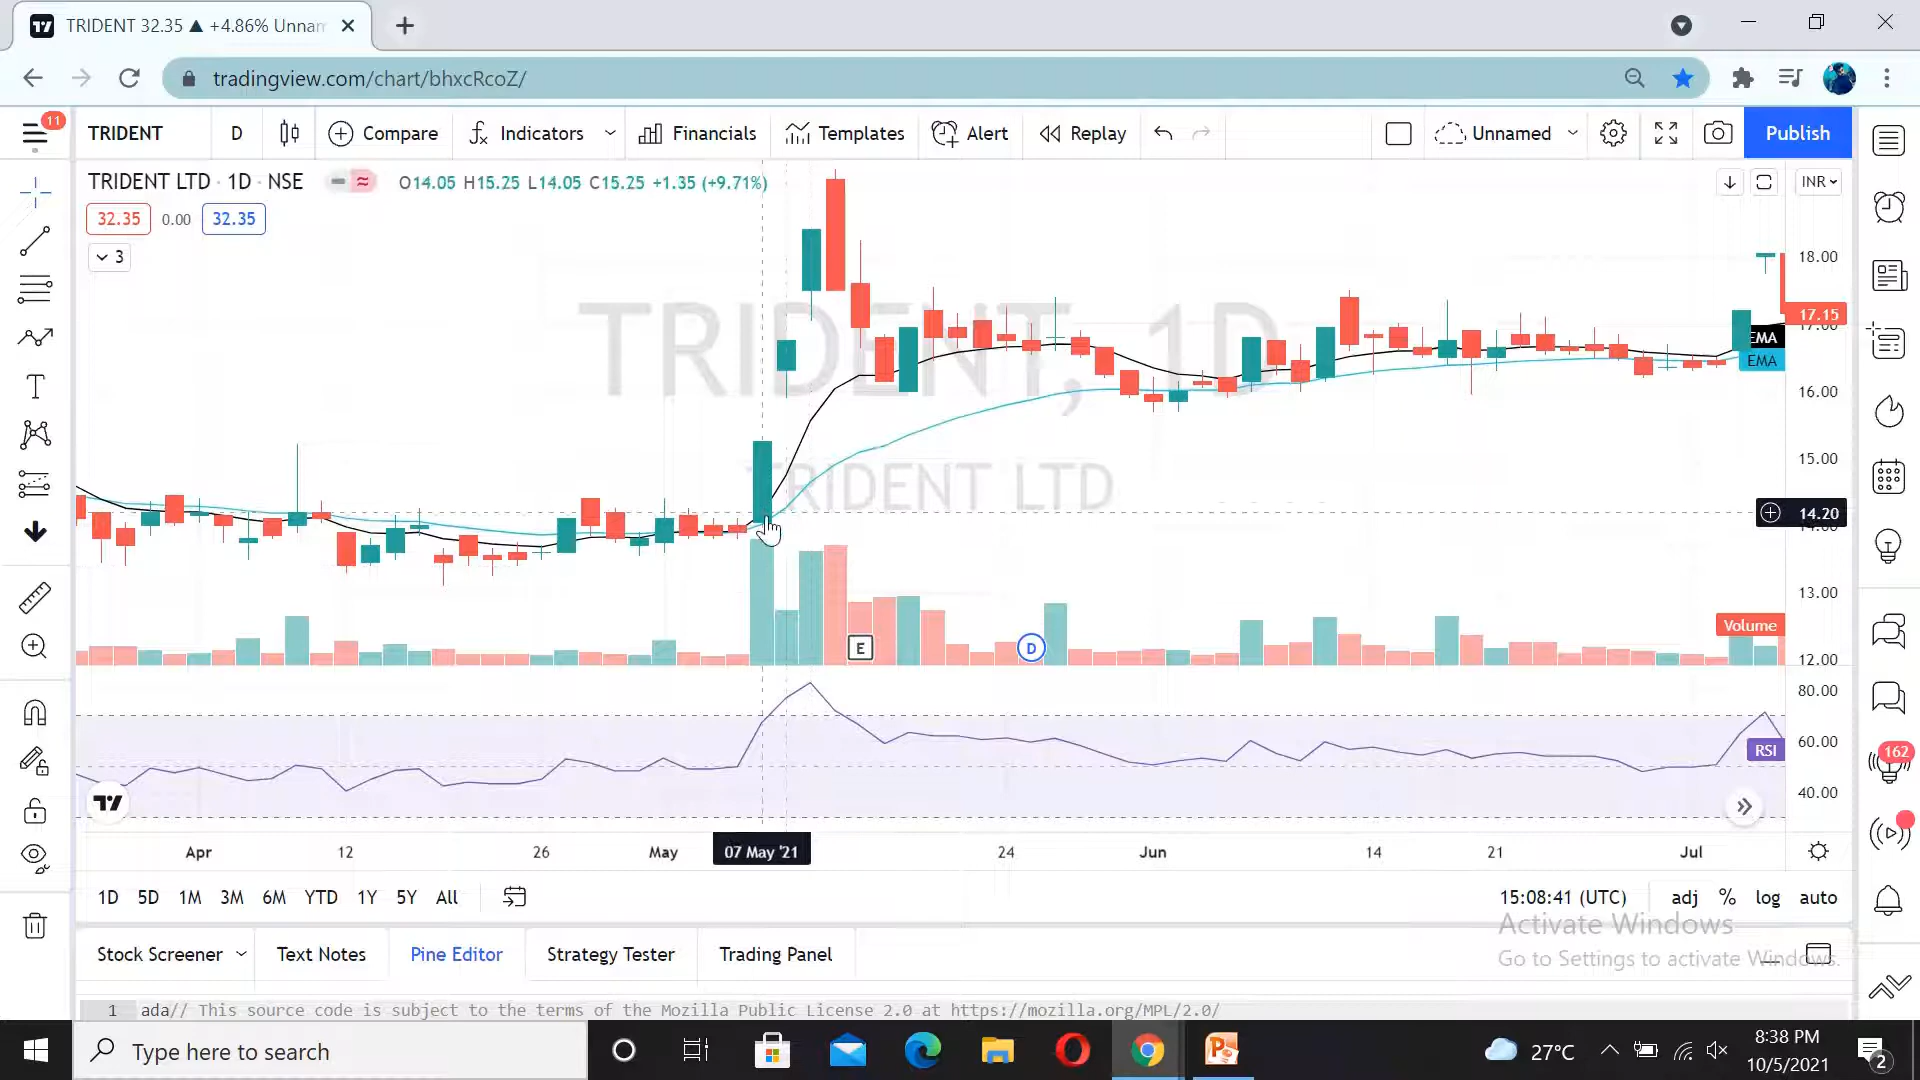 TRIDENT 32.35 ▲ +4.86% Unnam
tradingview.com/chart/bhxcRcoZ/
11
TRIDENT D Compare Indicators Financials Templates Alert Replay Unnamed Publish
TRIDENT LTD · 1D · NSE O14.05 H15.25 L14.05 C15.25 +1.35 (+9.71%) INR
32.35 0.00 32.35
3
TRIDENT, 1D
TRIDENT LTD
18.00
17.15
17.00
EMA
EMA
16.00
15.00
14.20
14.00
13.00
Volume
12.00
E
D
80.00
60.00
RSI
40.00
162
Apr 12 26 May 07 May '21 24 Jun 14 21 Jul
1D 5D 1M 3M 6M YTD 1Y 5Y All 15:08:41 (UTC) adj % log auto
Activate Windows
Go to Settings to activate Windows.
Stock Screener Text Notes Pine Editor Strategy Tester Trading Panel
1 ada// This source code is subject to the terms of the Mozilla Public License 2.0 at https://mozilla.org/MPL/2.0/
Type here to search
27°C
8:38 PM
10/5/2021
2